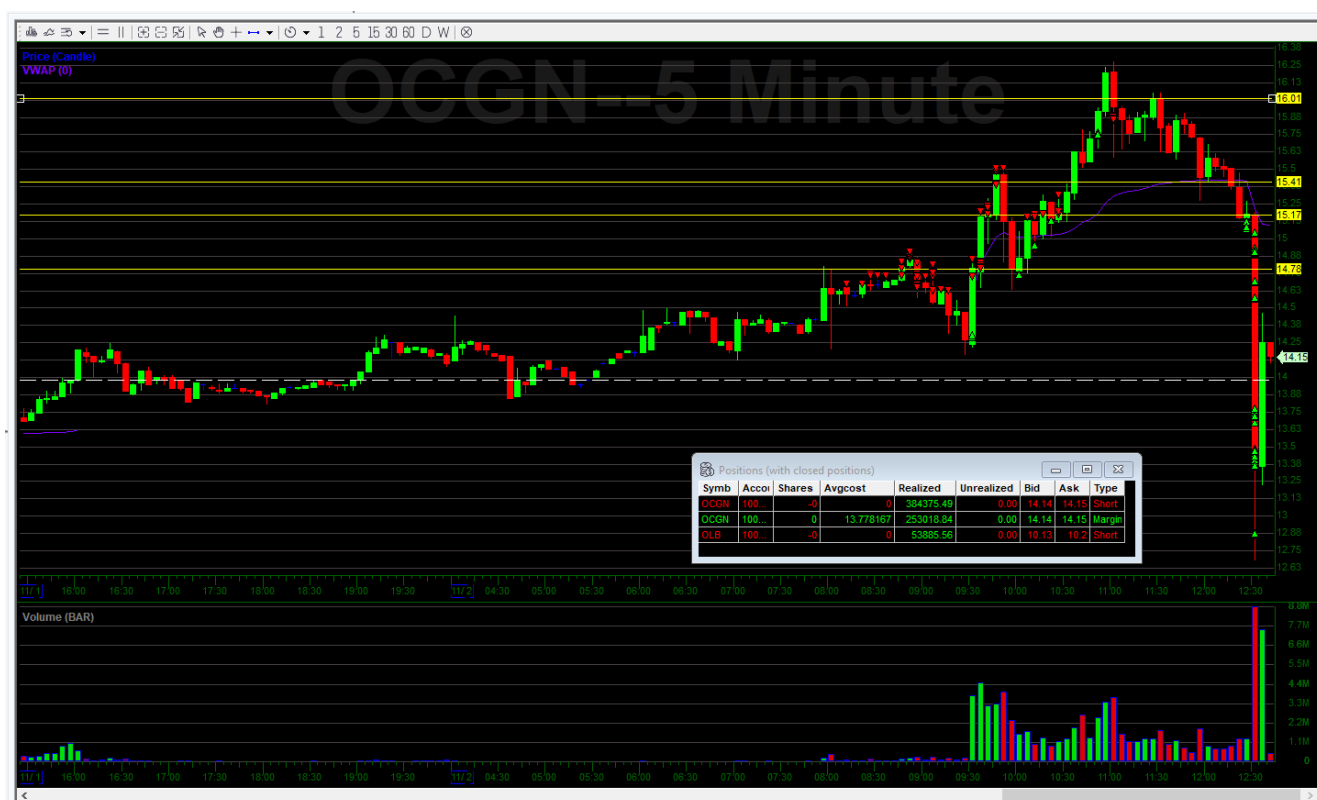 1 2 5 15 30 60 D W
Price (Candle)
VWAP (0)
OCGN--5 Minute
16.38
16.25
16.13
16.01
15.88
15.75
15.63
15.5
15.41
15.25
15.17
15
14.88
14.78
14.63
14.5
14.38
14.25
14.15
14
13.88
13.75
13.63
13.5
13.38
13.25
13.13
13
12.88
12.75
12.63
Positions (with closed positions)
Symb Accou Shares Avgcost Realized Unrealized Bid Ask Type
OCGN 100... -0 0 384375.49 0.00 14.14 14.15 Short
OCGN 100... 0 13.778167 253018.84 0.00 14.14 14.15 Margin
OLB 100... -0 0 53885.56 0.00 10.13 10.2 Short
11/ 1 16:00 16:30 17:00 17:30 18:00 18:30 19:00 19:30 11/ 2 04:30 05:00 05:30 06:00 06:30 07:00 07:30 08:00 08:30 09:00 09:30 10:00 10:30 11:00 11:30 12:00 12:30
Volume (BAR)
8.8M
7.7M
6.6M
5.5M
4.4M
3.3M
2.2M
1.1M
0
11/ 1 16:00 16:30 17:00 17:30 18:00 18:30 19:00 19:30 11/ 2 04:30 05:00 05:30 06:00 06:30 07:00 07:30 08:00 08:30 09:00 09:30 10:00 10:30 11:00 11:30 12:00 12:30